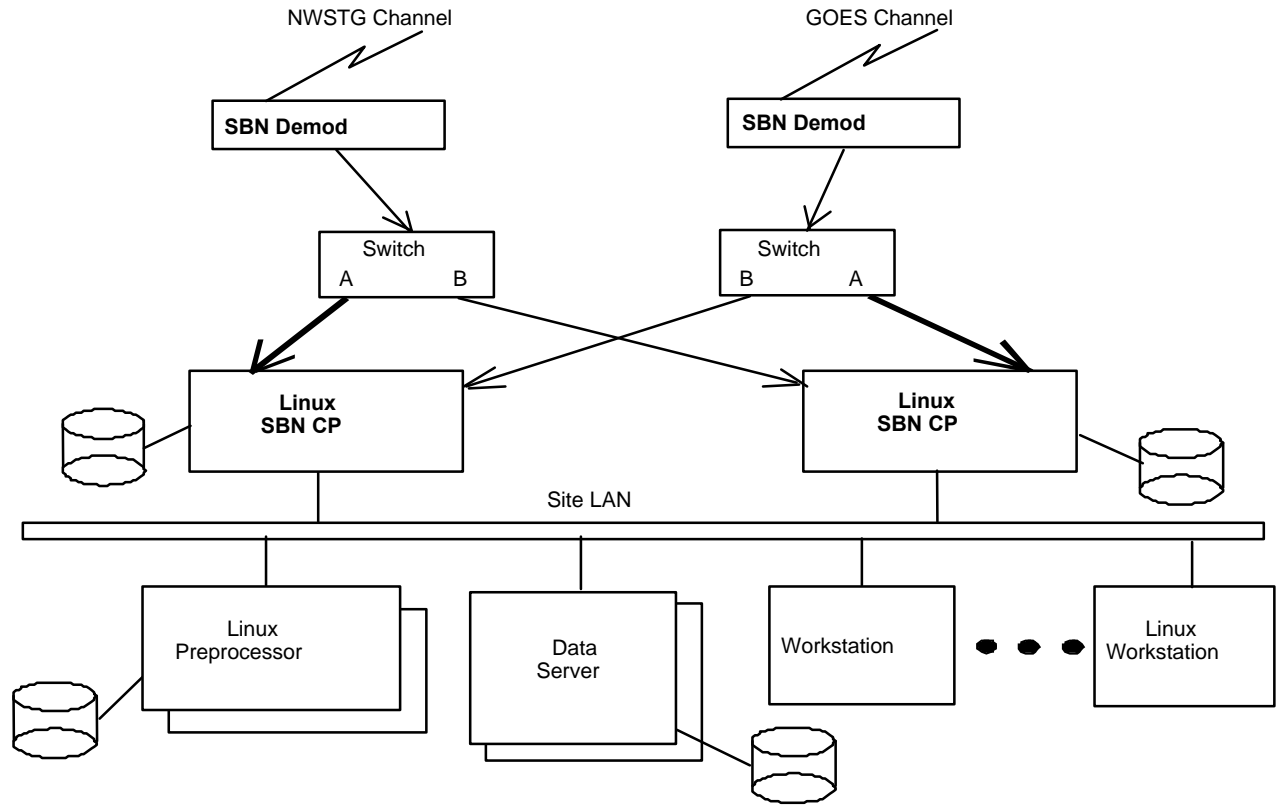 NWSTG Channel
GOES Channel
SBN Demod
SBN Demod
Switch
A B
Switch
B A
Linux
SBN CP
Linux
SBN CP
Site LAN
Linux
Preprocessor
Data
Server
Workstation
Linux
Workstation